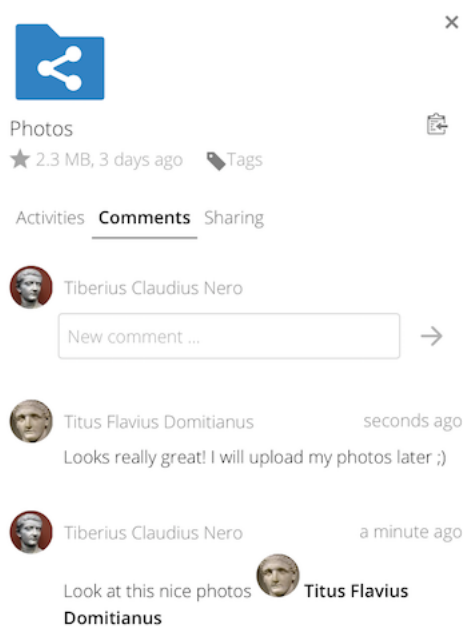 Photos
2.3 MB, 3 days ago Tags
Activities Comments Sharing
Tiberius Claudius Nero
New comment ...
Titus Flavius Domitianus seconds ago
Looks really great! I will upload my photos later ;)
Tiberius Claudius Nero a minute ago
Look at this nice photos Titus Flavius
Domitianus